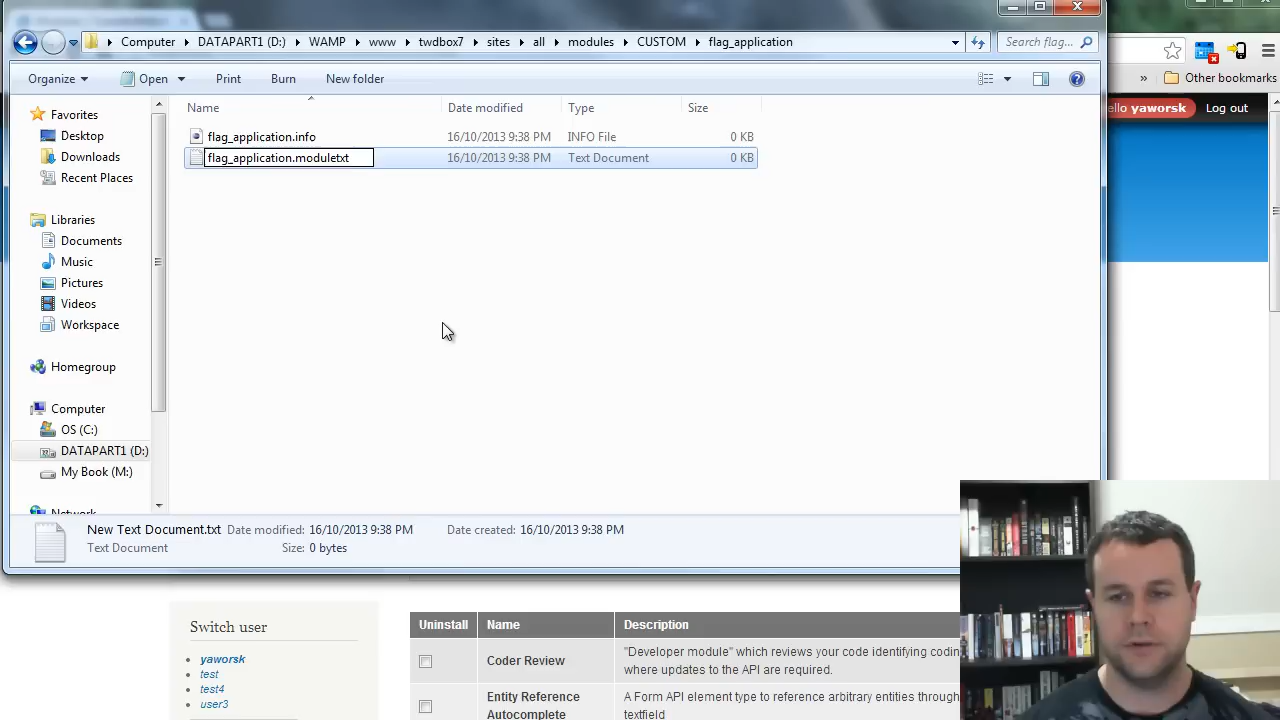 Computer DATAPART1 (D:) WAMP www all CUSTOM flag_application
Search flag...
Other bookmarks
Organize Open Print Burn New folder
yaworsk Log out
Favorites
Desktop
Downloads
Recent Places
Libraries
Documents
Music
Pictures
Videos
Workspace
Homegroup
Computer
OS (C:)
DATAPART1 (D:)
My Book (M:)
Network
Name Date modified Type Size
flag_application.info 16/10/2013 9:38 PM INFO File 0 KB
flag_application.moduletxt 16/10/2013 9:38 PM Text Document 0 KB
New Text Document.txt Date modified: 16/10/2013 9:38 PM Date created: 16/10/2013 9:38 PM
Text Document Size: 0 bytes
Switch user
yaworsk
test
test4
user3
Uninstall Name Description
Coder Review "Developer module" which reviews your code identifying coding
where updates to the API are required.
Entity Reference A Form API element type to reference arbitrary entities through
Autocomplete textfield